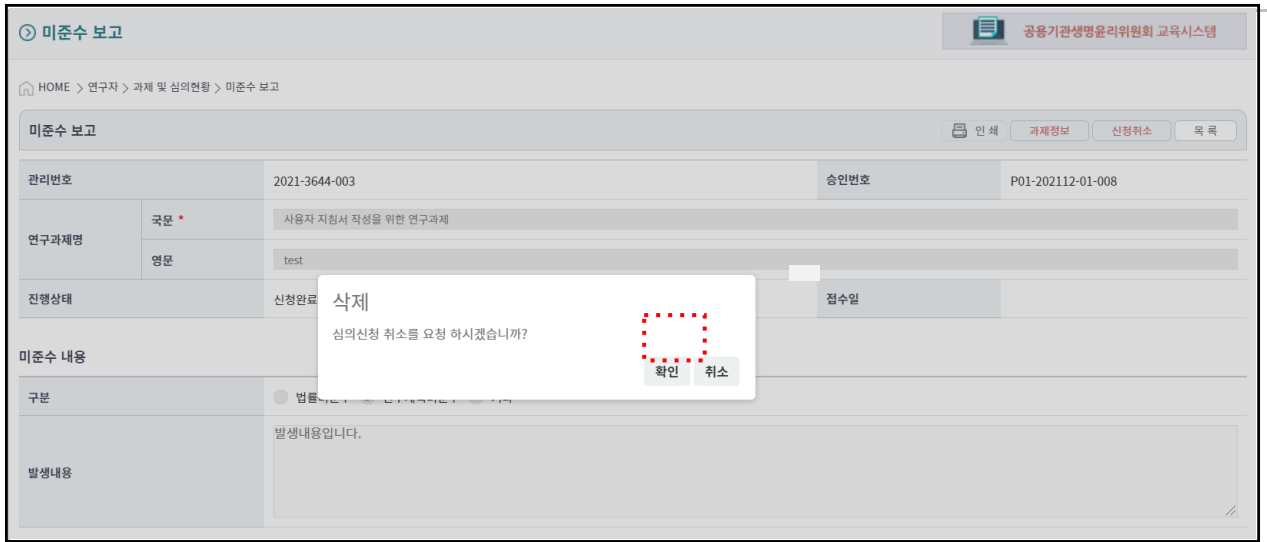 미준수 보고
공용기관생명윤리위원회 교육시스템
HOME > 연구자 > 과제 및 심의현황 > 미준수 보고
미준수 보고
인 쇄
과제정보
신청취소
목 록
관리번호
2021-3644-003
승인번호
P01-202112-01-008
연구과제명
국문 *
사용자 지침서 작성을 위한 연구과제
영문
test
진행상태
신청완료
접수일
삭제
심의신청 취소를 요청 하시겠습니까?
확인
취소
미준수 내용
구분
발생내용
발생내용입니다.